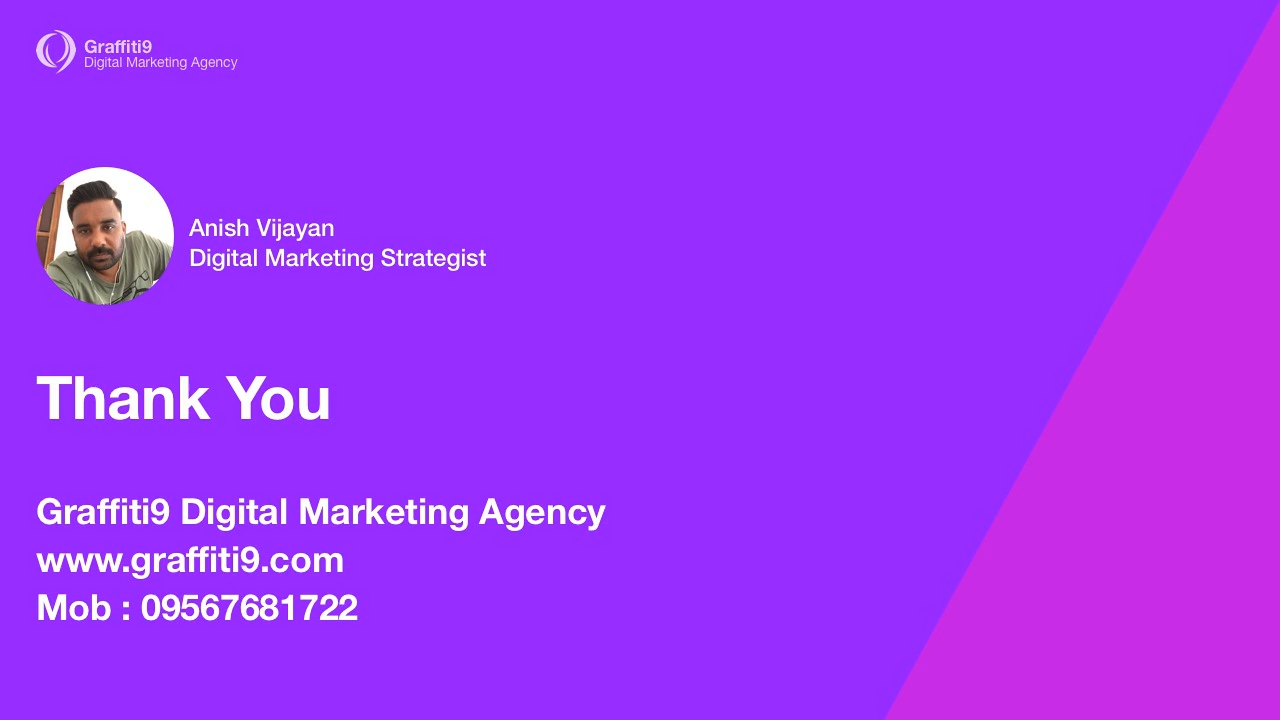 Graffiti9
Digital Marketing Agency
Anish Vijayan
Digital Marketing Strategist
Thank You
Graffiti9 Digital Marketing Agency
www.graffiti9.com
Mob : 09567681722